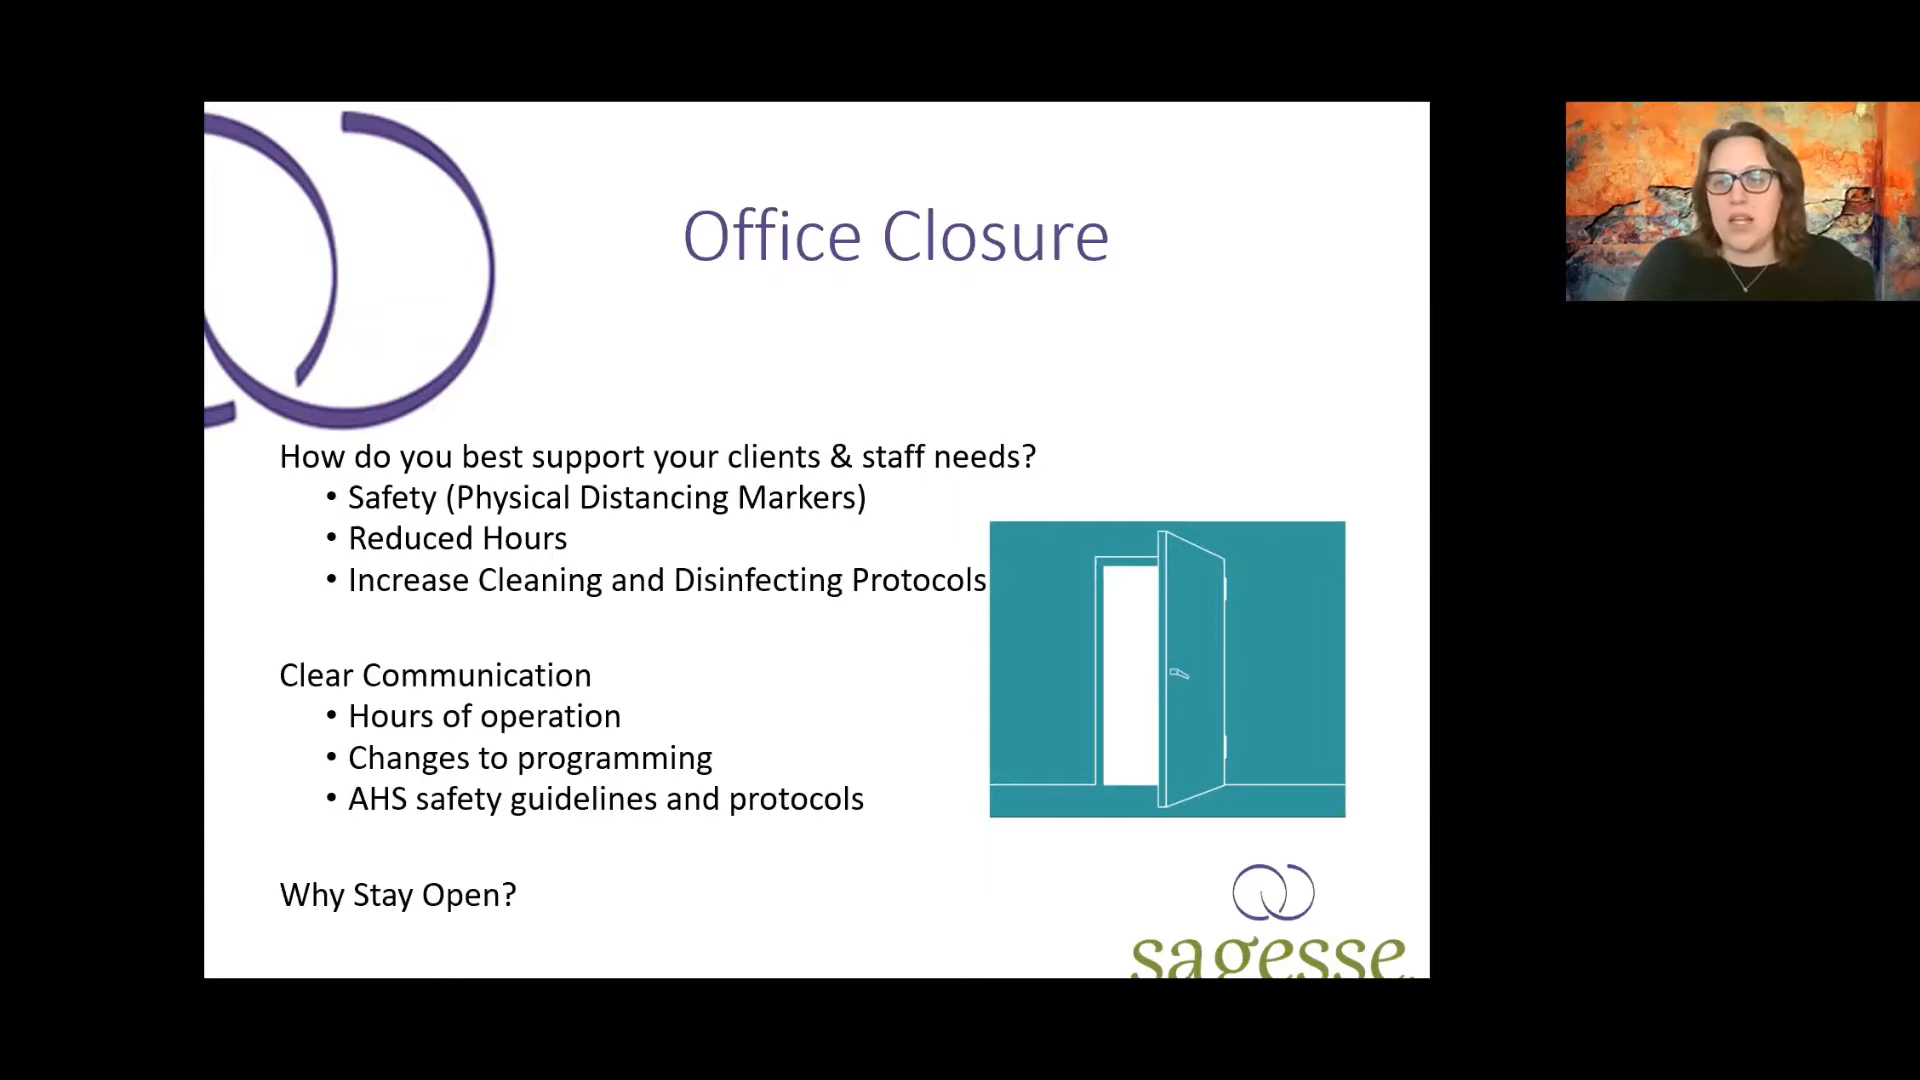 Office Closure
How do you best support your clients & staff needs?
• Safety (Physical Distancing Markers)
• Reduced Hours
• Increase Cleaning and Disinfecting Protocols
Clear Communication
• Hours of operation
• Changes to programming
• AHS safety guidelines and protocols
Why Stay Open?
sagesse